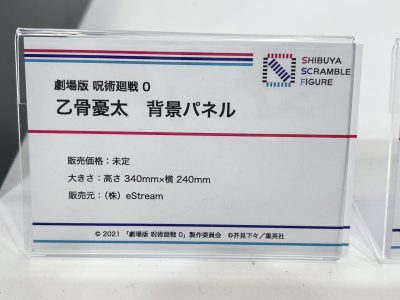 SHIBUYA
SCRAMBLE
FIGURE
劇場版 呪術廻戦 0
乙骨憂太 背景パネル
販売価格：未定
大きさ：高さ 340mm×横 240mm
販売元：（株）eStream
© 2021 「劇場版 呪術廻戦 0」製作委員会 ©芥見下々／集英社